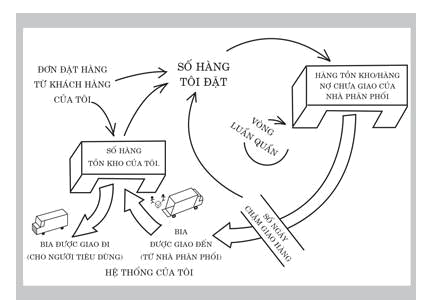 ĐƠN ĐẶT HÀNG
TỪ KHÁCH HÀNG
CỦA TÔI
SỐ HÀNG
TÔI ĐẶT
HÀNG TỒN KHO/HÀNG
NỢ CHƯA GIAO CỦA
NHÀ PHÂN PHỐI
VÒNG
LUẨN QUẨN
SỐ HÀNG
TỒN KHO CỦA TÔI.
SỐ NGÀY
CHẬM GIAO HÀNG
BIA ĐƯỢC GIAO ĐI
(CHO NGƯỜI TIÊU DÙNG)
BIA
ĐƯỢC GIAO ĐẾN
(TỪ NHÀ PHÂN PHỐI)
HỆ THỐNG CỦA TÔI